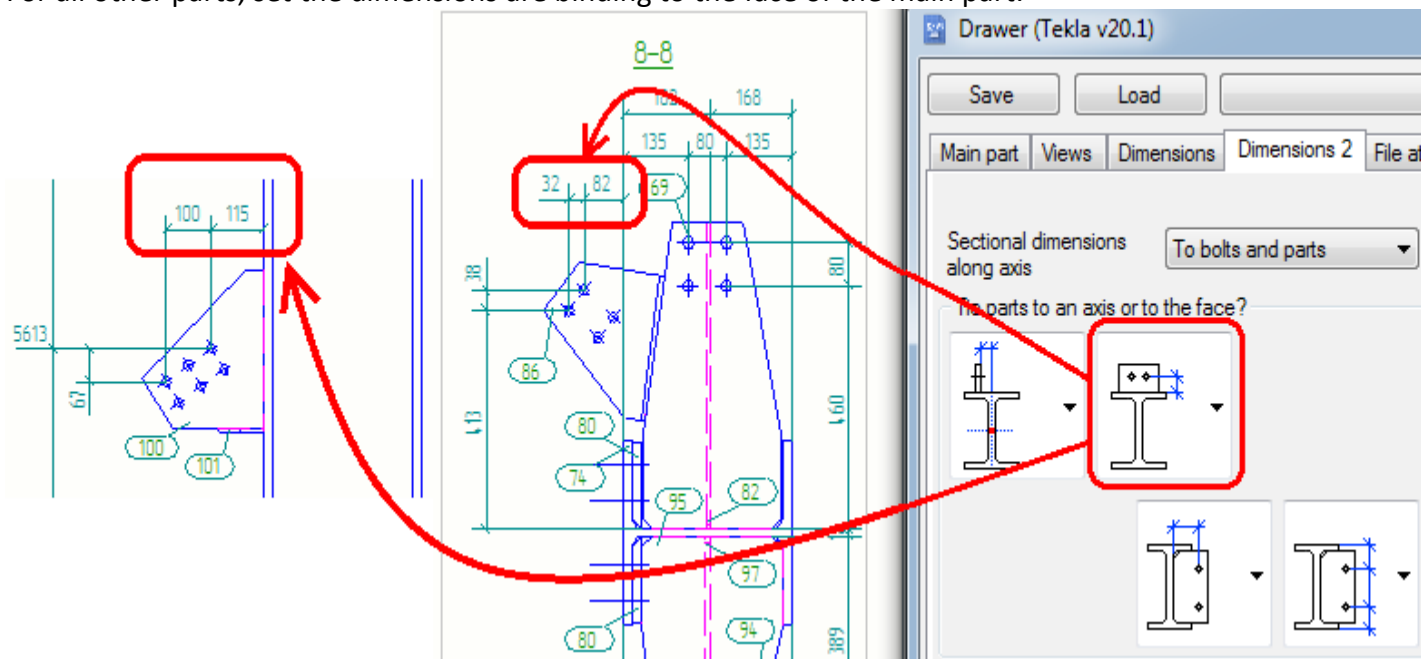 For all other parts, set the dimensions are binding to the face of the main part.
8-8
168
135 80 135
32 82
69
100 115
38
80
5613
67
86
413
460
80
74
100
101
95
82
97
80
94
389
Drawer (Tekla v20.1)
Save Load
Main part Views Dimensions Dimensions 2 File at
Sectional dimensions
along axis
To bolts and parts
Tie parts to an axis or to the face?